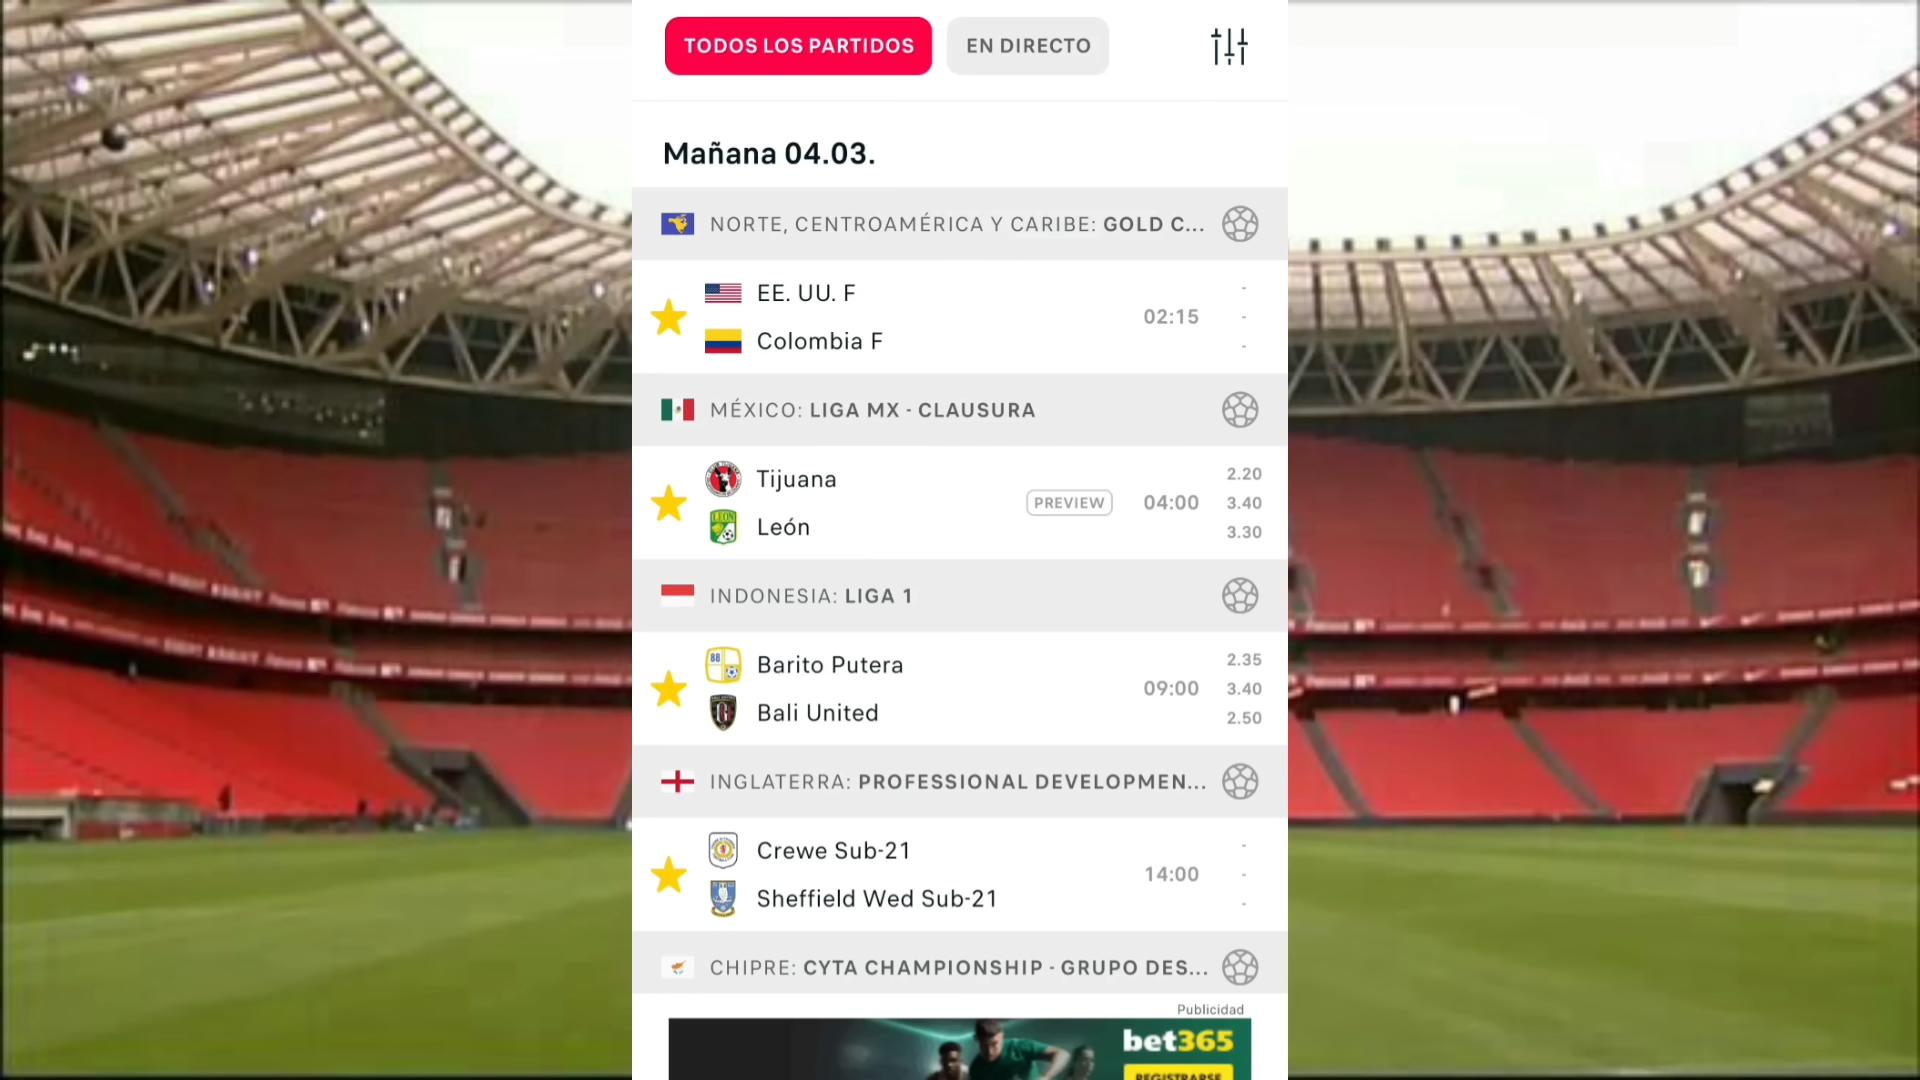 TODOS LOS PARTIDOS
EN DIRECTO
Mañana 04.03.
NORTE, CENTROAMÉRICA Y CARIBE: GOLD C...
EE. UU. F
Colombia F
02:15
-
-
-
MÉXICO: LIGA MX - CLAUSURA
Tijuana
León
PREVIEW
04:00
2.20
3.40
3.30
INDONESIA: LIGA 1
Barito Putera
Bali United
09:00
2.35
3.40
2.50
INGLATERRA: PROFESSIONAL DEVELOPMEN...
Crewe Sub-21
Sheffield Wed Sub-21
14:00
-
-
-
CHIPRE: CYTA CHAMPIONSHIP - GRUPO DES...
Publicidad
bet365
REGISTRARSE